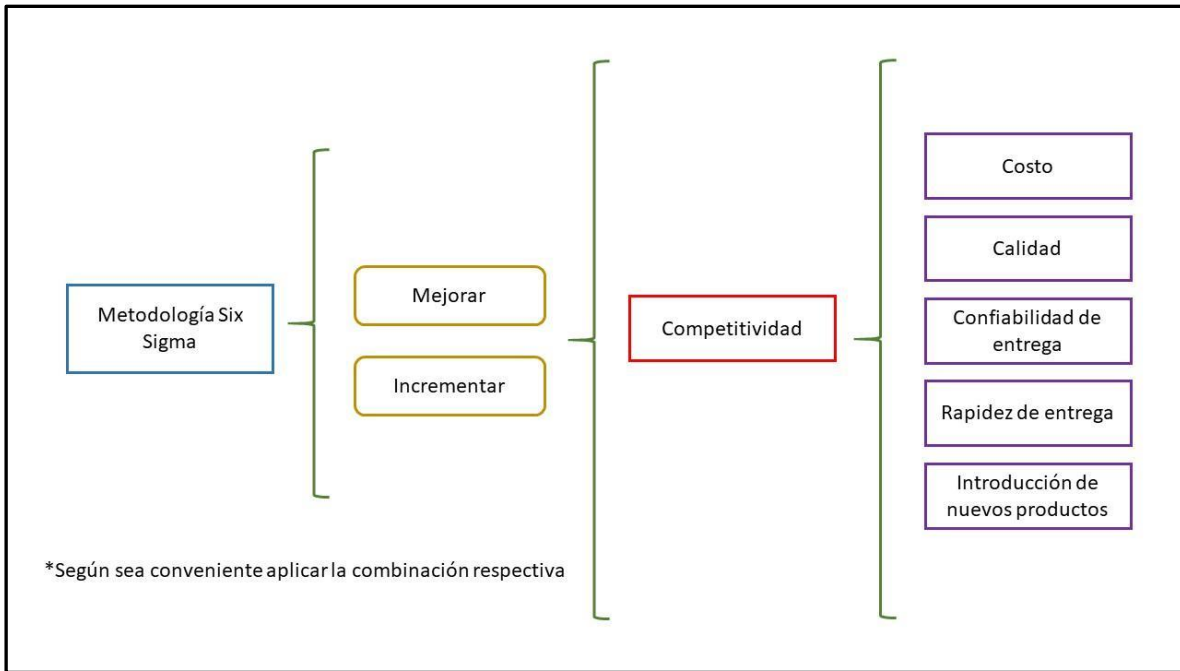 Metodología Six
Sigma
Mejorar
Incrementar
Competitividad
Costo
Calidad
Confiabilidad de
entrega
Rapidez de entrega
Introducción de
nuevos productos
*Según sea conveniente aplicar la combinación respectiva